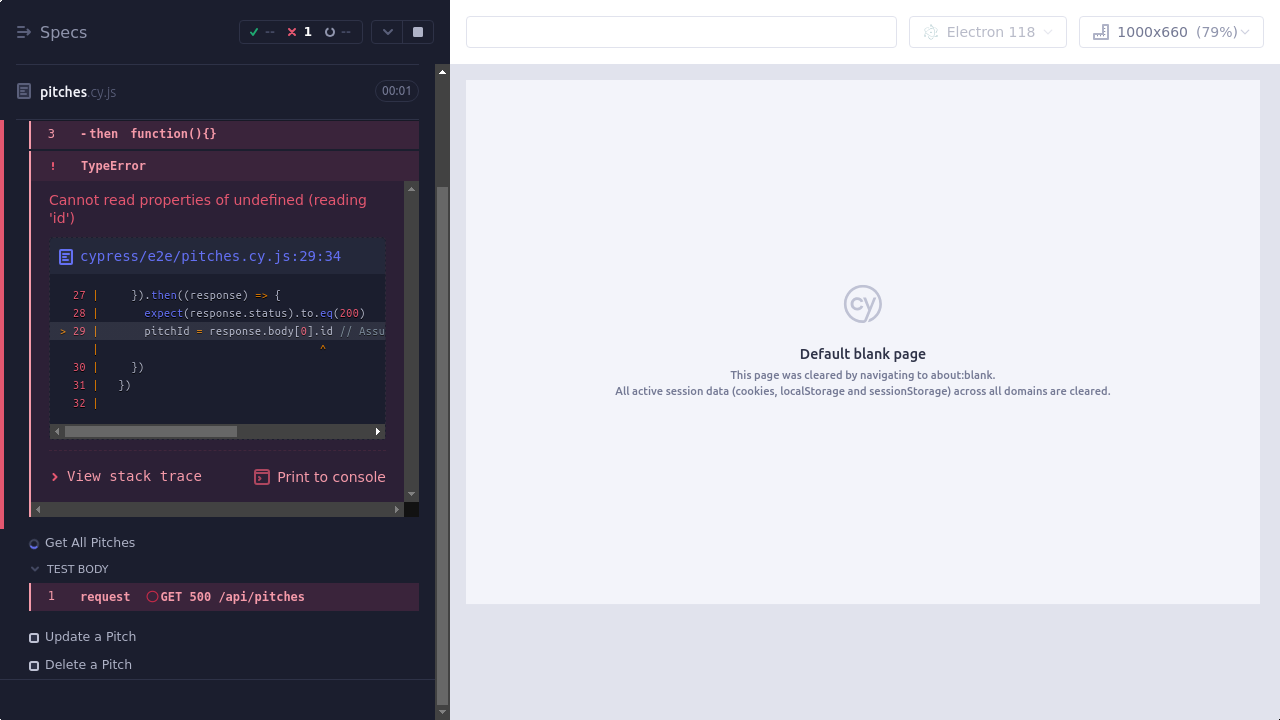 Specs
--
1
--
Electron 118
1000x660 (79%)
pitches.cy.js
00:01
3 -then function(){}
! TypeError
Cannot read properties of undefined (reading
'id')
cypress/e2e/pitches.cy.js:29:34
27 | }).then((response) => {
28 | expect(response.status).to.eq(200)
> 29 | pitchId = response.body[0].id // Assu
| ^
30 | })
31 | })
32 |
> View stack trace
Print to console
Get All Pitches
TEST BODY
1 request GET 500 /api/pitches
Update a Pitch
Delete a Pitch
cy
Default blank page
This page was cleared by navigating to about:blank.
All active session data (cookies, localStorage and sessionStorage) across all domains are cleared.